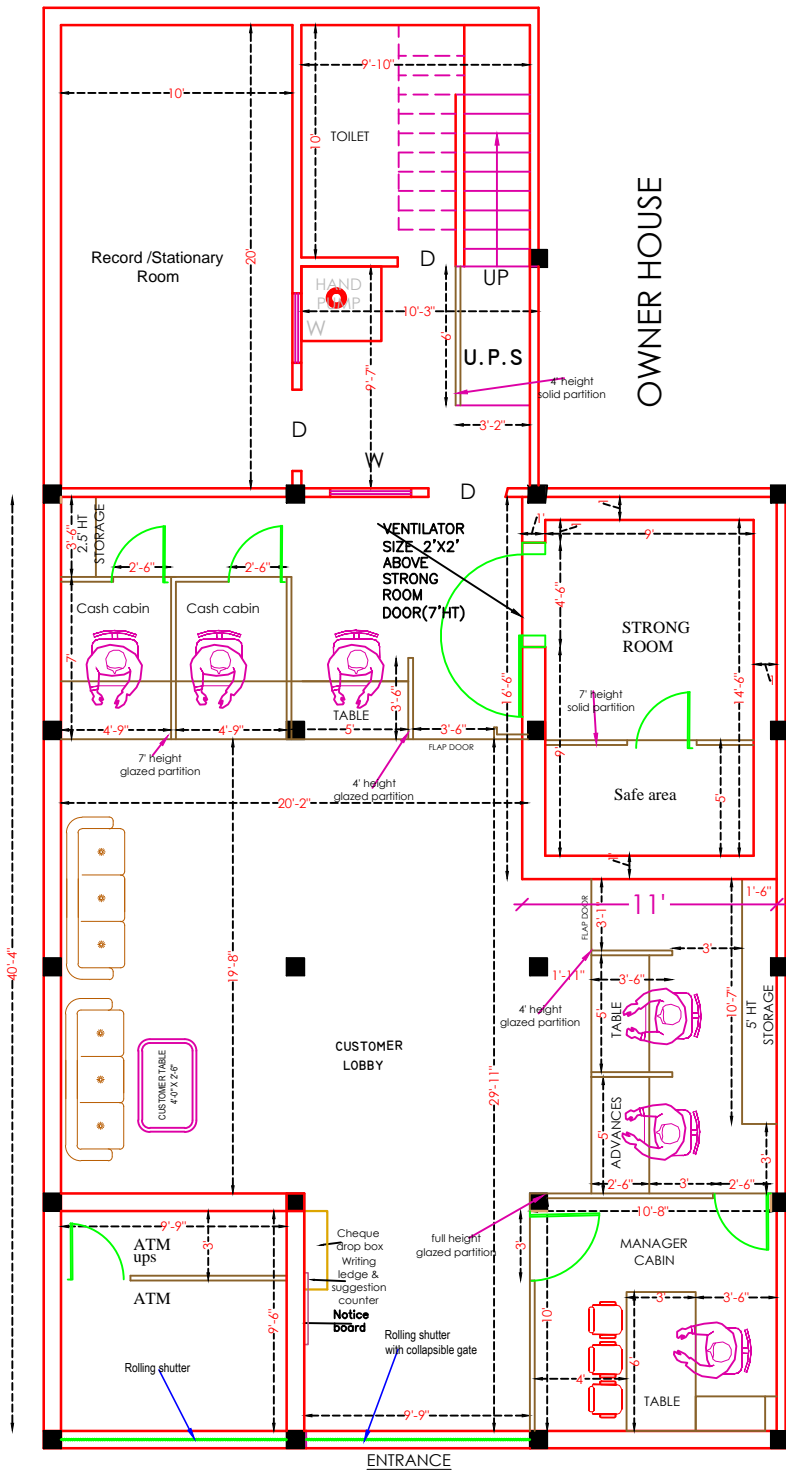 9'-10"
10'
TOILET
10'
20'
Record /Stationary
Room
D
UP
HAND
PUMP
W
10'-3"
OWNER HOUSE
6'
U.P.S
9'-7"
4' height
solid partition
3'-2"
D
W
D
3'-6"
2.5' HT
STORAGE
2'-6"
2'-6"
VENTILATOR
SIZE 2'X2'
ABOVE
STRONG
ROOM
DOOR(7'HT)
1'
9'
4'-6"
Cash cabin
Cash cabin
7'
STRONG
ROOM
16'-6"
14'-6"
7' height
solid partition
3'-6"
TABLE
4'-9"
4'-9"
5'
3'-6"
FLAP DOOR
7' height
glazed partition
4' height
glazed partition
9'
Safe area
5'
20'-2"
40'-4"
19'-8"
29'-11"
1'-6"
11'
FLAP DOOR
3'-1"
3'
1'-11"
3'-6"
4' height
glazed partition
10'-7"
5' HT
STORAGE
5'
TABLE
CUSTOMER
LOBBY
CUSTOMER TABLE
4'-0" X 2'-6"
5'
ADVANCES
3'
2'-6"
3'
2'-6"
10'-8"
9'-9"
ATM
ups
3'
ATM
9'-6"
Cheque
drop box
Writing
ledge &
suggestion
counter
Notice
board
full height
glazed partition
3'
MANAGER
CABIN
10'
3'
3'-6"
4'
6'
TABLE
Rolling shutter
Rolling shutter
with collapsible gate
9'-9"
ENTRANCE